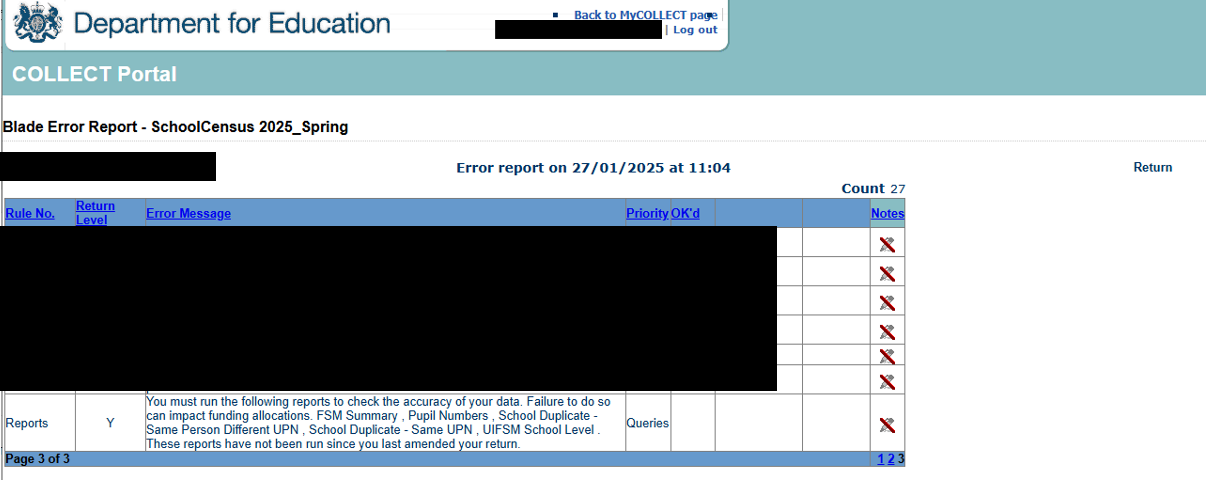 Department for Education
Back to MyCOLLECT page
| Log out
COLLECT Portal
Blade Error Report - SchoolCensus 2025_Spring
Error report on 27/01/2025 at 11:04
Return
Count 27
Rule No. Return Level Error Message Priority OK'd Notes
You must run the following reports to check the accuracy of your data. Failure to do so
can impact funding allocations. FSM Summary , Pupil Numbers , School Duplicate -
Reports Y Same Person Different UPN , School Duplicate - Same UPN , UIFSM School Level . Queries
These reports have not been run since you last amended your return.
Page 3 of 3 1 2 3